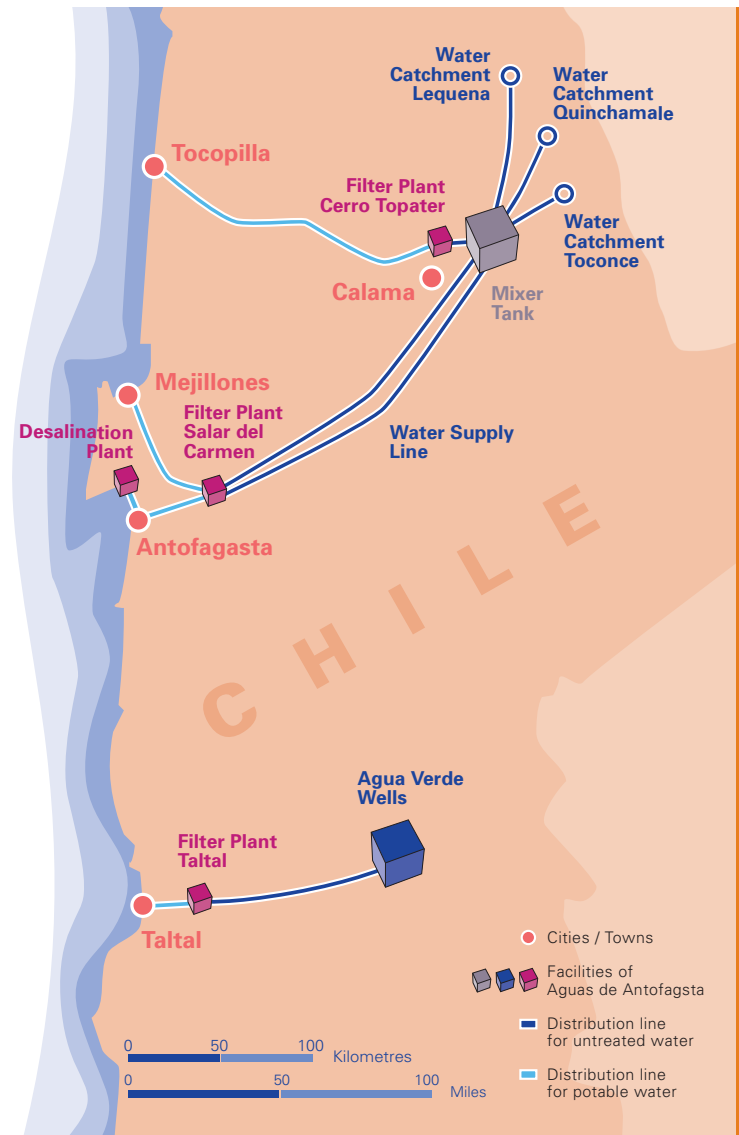 Water
Catchment
Lequena
Water
Catchment
Quinchamale
Tocopilla
Filter Plant
Cerro Topater
Water
Catchment
Toconce
Calama
Mixer
Tank
Mejillones
Filter Plant
Salar del
Carmen
Desalination
Plant
Water Supply
Line
Antofagasta
CHILE
Agua Verde
Wells
Filter Plant
Taltal
Taltal
Cities / Towns
Facilities of
Aguas de Antofagsta
Distribution line
for untreated water
Distribution line
for potable water
0 50 100
Kilometres
0 50 100
Miles